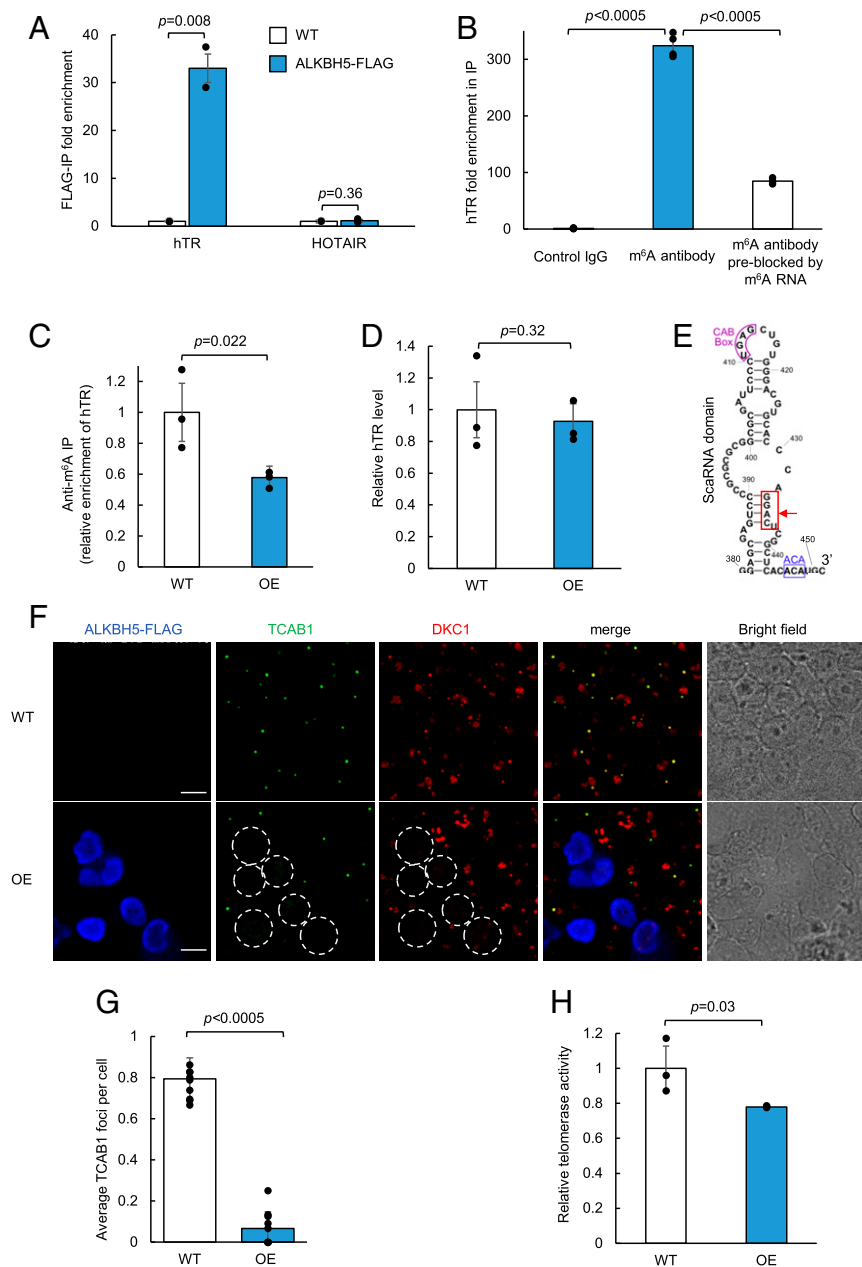 A
p=0.008
WT
ALKBH5-FLAG
FLAG-IP fold enrichment
40
30
20
10
0
p=0.36
hTR
HOTAIR
B
p<0.0005
p<0.0005
hTR fold enrichment in IP
300
200
100
0
Control IgG
m⁶A antibody
m⁶A antibody
pre-blocked by
m⁶A RNA
C
p=0.022
Anti-m⁶A IP
(relative enrichment of hTR)
1.2
1
0.8
0.6
0.4
0.2
0
WT
OE
D
p=0.32
Relative hTR level
1.4
1.2
1
0.8
0.6
0.4
0.2
0
WT
OE
E
ScaRNA domain
CAB
Box
410
420
400
430
390
380
440
450
ACA
3'
F
ALKBH5-FLAG
TCAB1
DKC1
merge
Bright field
WT
OE
G
p<0.0005
Average TCAB1 foci per cell
1
0.8
0.6
0.4
0.2
0
WT
OE
H
p=0.03
Relative telomerase activity
1.2
1
0.8
0.6
0.4
0.2
0
WT
OE